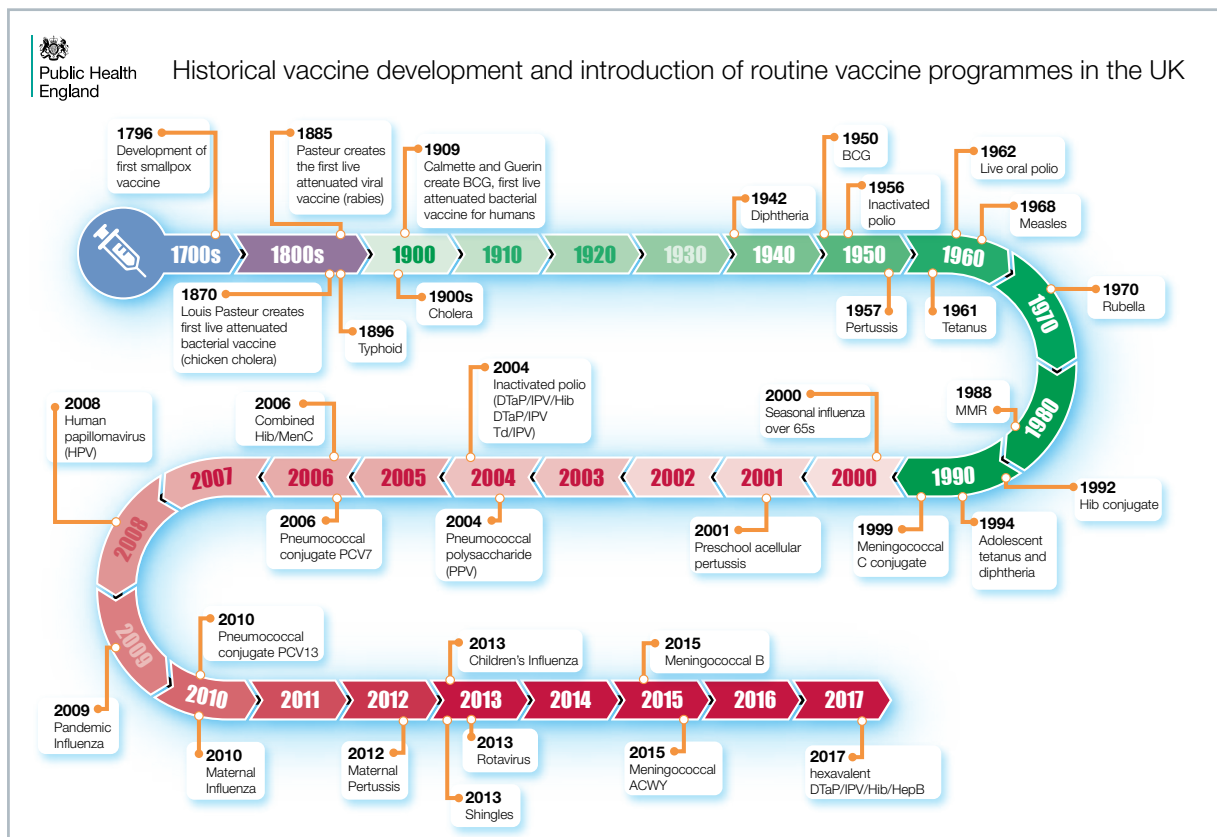 Public Health
England
Historical vaccine development and introduction of routine vaccine programmes in the UK
1796
Development of
first smallpox
vaccine
1885
Pasteur creates
the first live
attenuated viral
vaccine (rabies)
1909
Calmette and Guerin
create BCG, first live
attenuated bacterial
vaccine for humans
1942
Diphtheria
1950
BCG
1956
Inactivated
polio
1962
Live oral polio
1968
Measles
1700s
1800s
1900
1910
1920
1930
1940
1950
1960
1870
Louis Pasteur creates
first live attenuated
bacterial vaccine
(chicken cholera)
1896
Typhoid
1900s
Cholera
1957
Pertussis
1961
Tetanus
1970
1970
Rubella
1980
1988
MMR
2008
Human
papillomavirus
(HPV)
2006
Combined
Hib/MenC
2004
Inactivated polio
(DTaP/IPV/Hib
DTaP/IPV
Td/IPV)
2000
Seasonal influenza
over 65s
2007
2006
2005
2004
2003
2002
2001
2000
1990
1992
Hib conjugate
2006
Pneumococcal
conjugate PCV7
2004
Pneumococcal
polysaccharide
(PPV)
2001
Preschool acellular
pertussis
1999
Meningococcal
C conjugate
1994
Adolescent
tetanus and
diphtheria
2008
2009
2010
Pneumococcal
conjugate PCV13
2013
Children's Influenza
2015
Meningococcal B
2010
2011
2012
2013
2014
2015
2016
2017
2009
Pandemic
Influenza
2010
Maternal
Influenza
2012
Maternal
Pertussis
2013
Rotavirus
2013
Shingles
2015
Meningococcal
ACWY
2017
hexavalent
DTaP/IPV/Hib/HepB